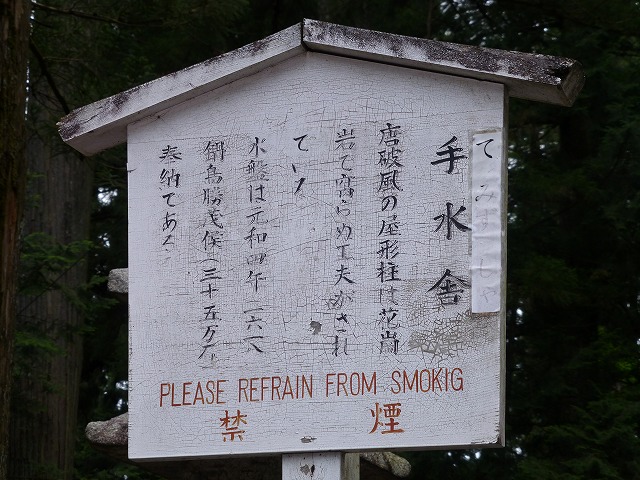 てみずしゃ
手水舎
唐破風の屋形柱は花崗
岩で腐らぬ工夫がされ
てい
水盤は元和四年(一六一八
鍋島勝茂侯(三十五万石
奉納である
PLEASE REFRAIN FROM SMOKIG
禁煙